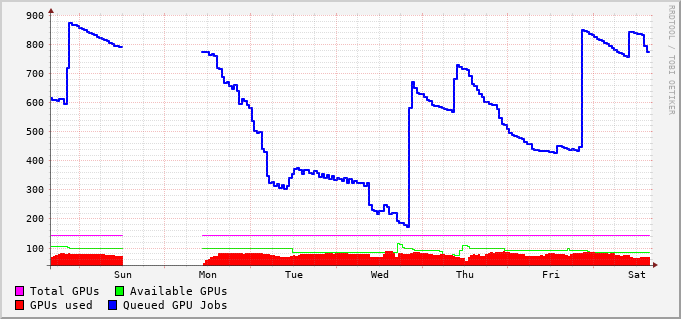 900
800
700
600
500
400
300
200
100
Sun Mon Tue Wed Thu Fri Sat
Total GPUs Available GPUs
GPUs used Queued GPU Jobs
RRDTOOL / TOBI OETIKER